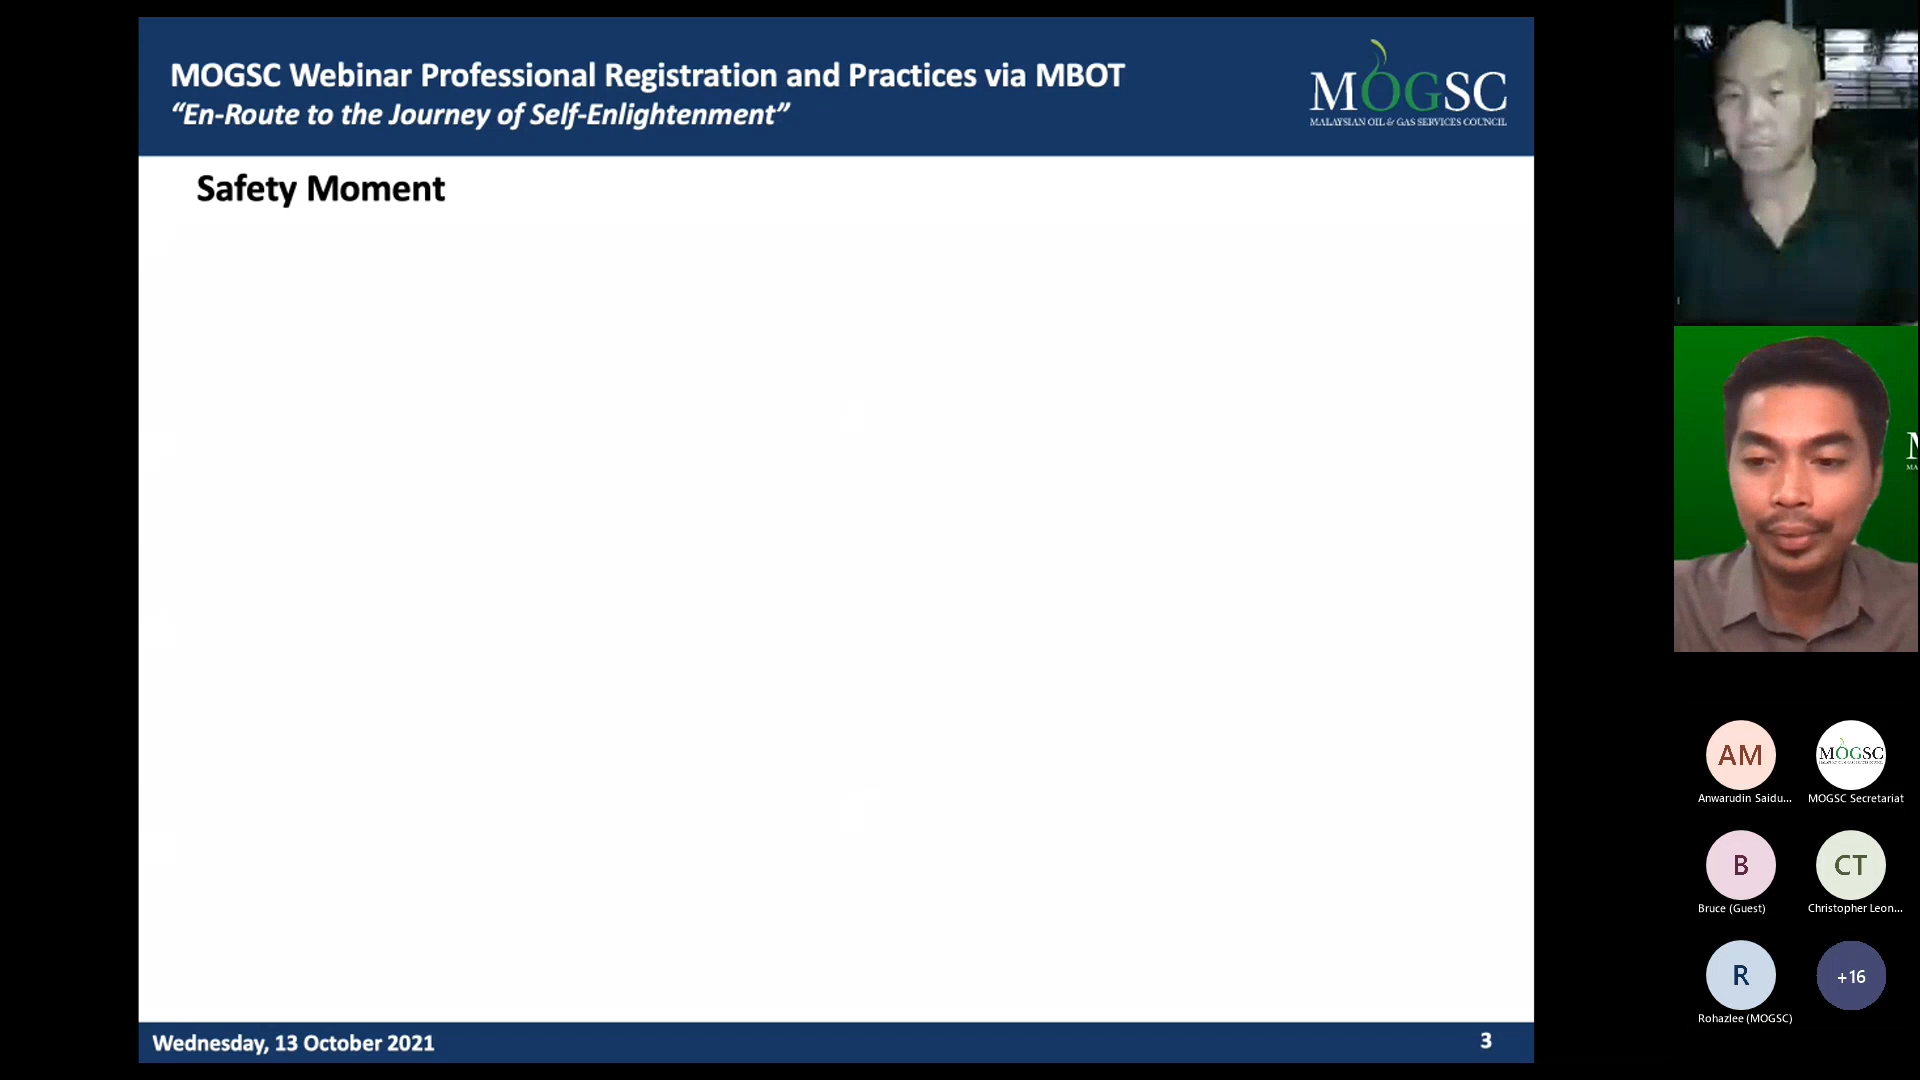 MOGSC Webinar Professional Registration and Practices via MBOT
“En-Route to the Journey of Self-Enlightenment”
MOGSC
MALAYSIAN OIL & GAS SERVICES COUNCIL
Safety Moment
Wednesday, 13 October 2021
3
M
MA
AM
Anwarudin Saidu...
MOGSC
MOGSC Secretariat
B
Bruce (Guest)
CT
Christopher Leon...
R
Rohazlee (MOGSC)
+16